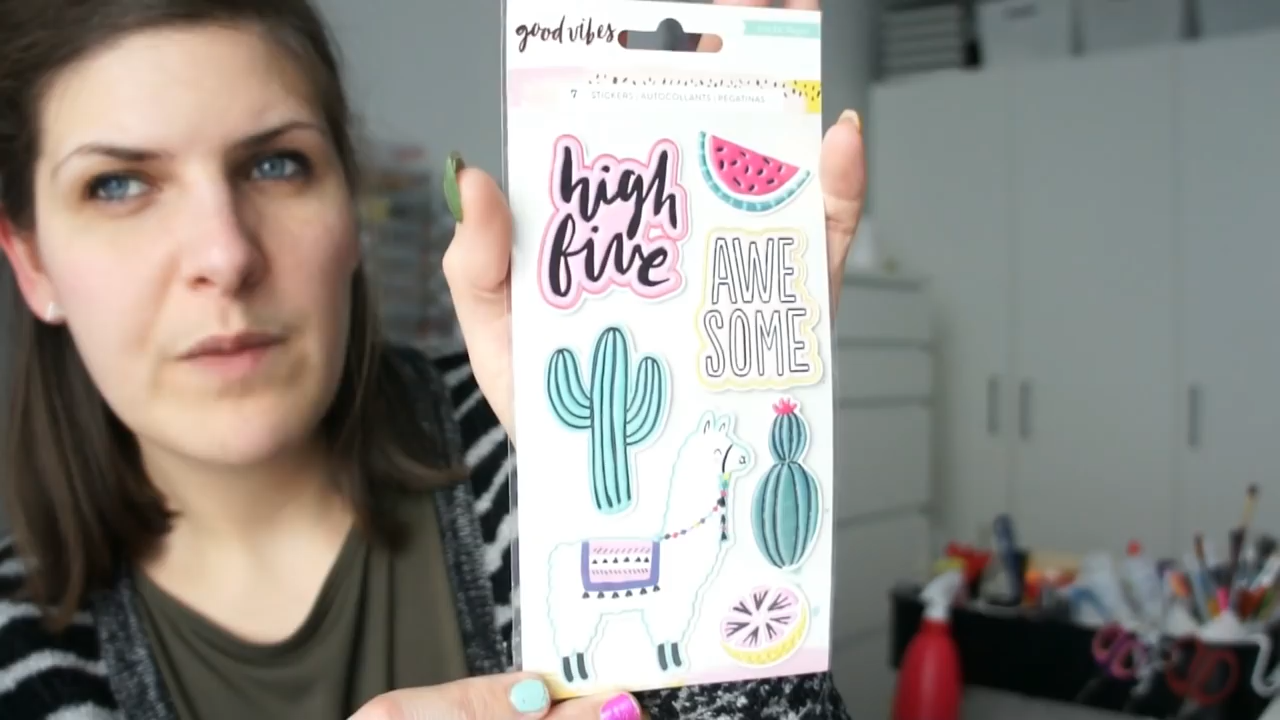 good vibes
7 STICKERS | AUTOCOLLANTS | PEGATINAS
high
five
AWE
SOME